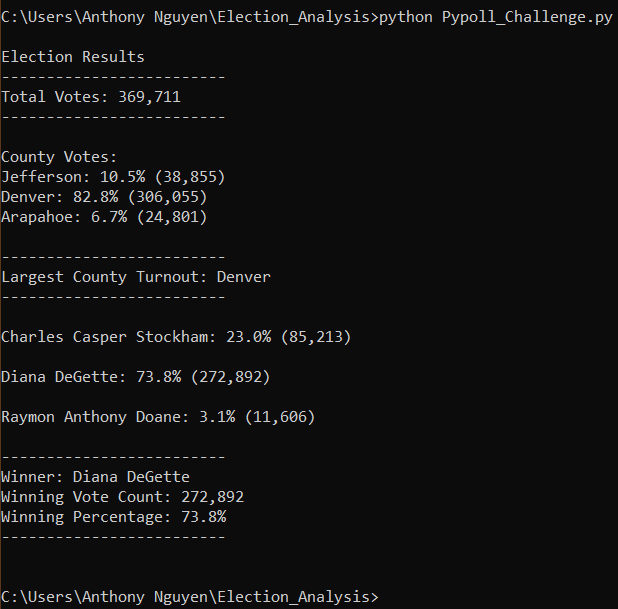 C:\Users\Anthony Nguyen\Election_Analysis>python Pypoll_Challenge.py
Election Results
-------------------------
Total Votes: 369,711
-------------------------
County Votes:
Jefferson: 10.5% (38,855)
Denver: 82.8% (306,055)
Arapahoe: 6.7% (24,801)
-------------------------
Largest County Turnout: Denver
-------------------------
Charles Casper Stockham: 23.0% (85,213)
Diana DeGette: 73.8% (272,892)
Raymon Anthony Doane: 3.1% (11,606)
-------------------------
Winner: Diana DeGette
Winning Vote Count: 272,892
Winning Percentage: 73.8%
-------------------------
C:\Users\Anthony Nguyen\Election_Analysis>